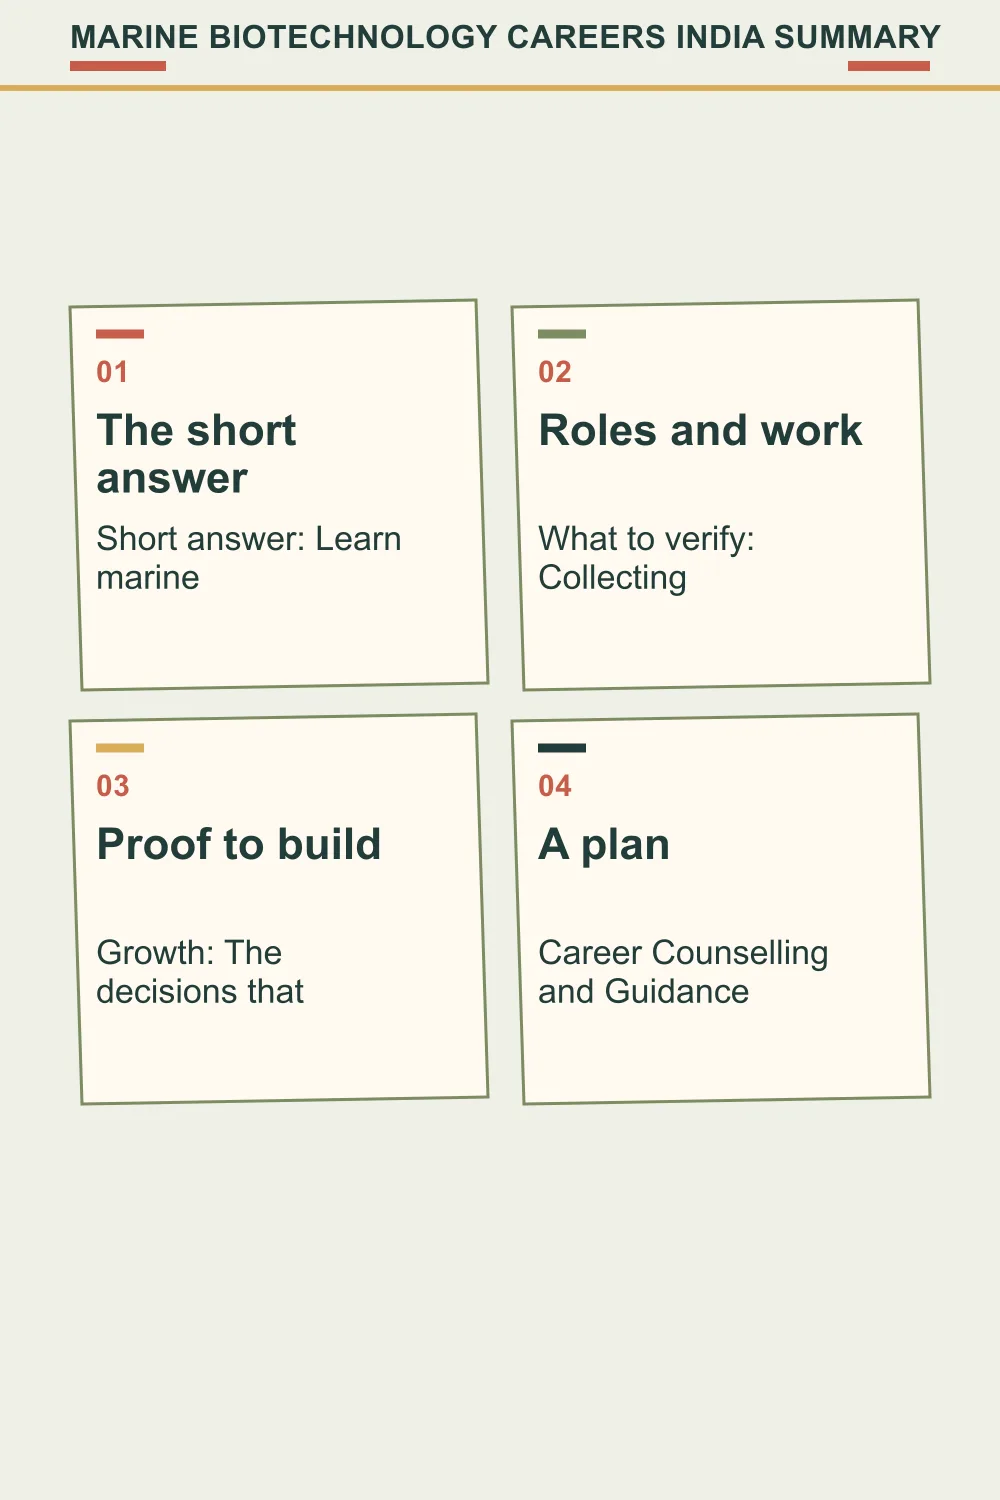 MARINE BIOTECHNOLOGY CAREERS INDIA SUMMARY
01
The short
answer
Short answer: Learn
marine
02
Roles and work
What to verify:
Collecting
03
Proof to build
Growth: The
decisions that
04
A plan
Career Counselling
and Guidance